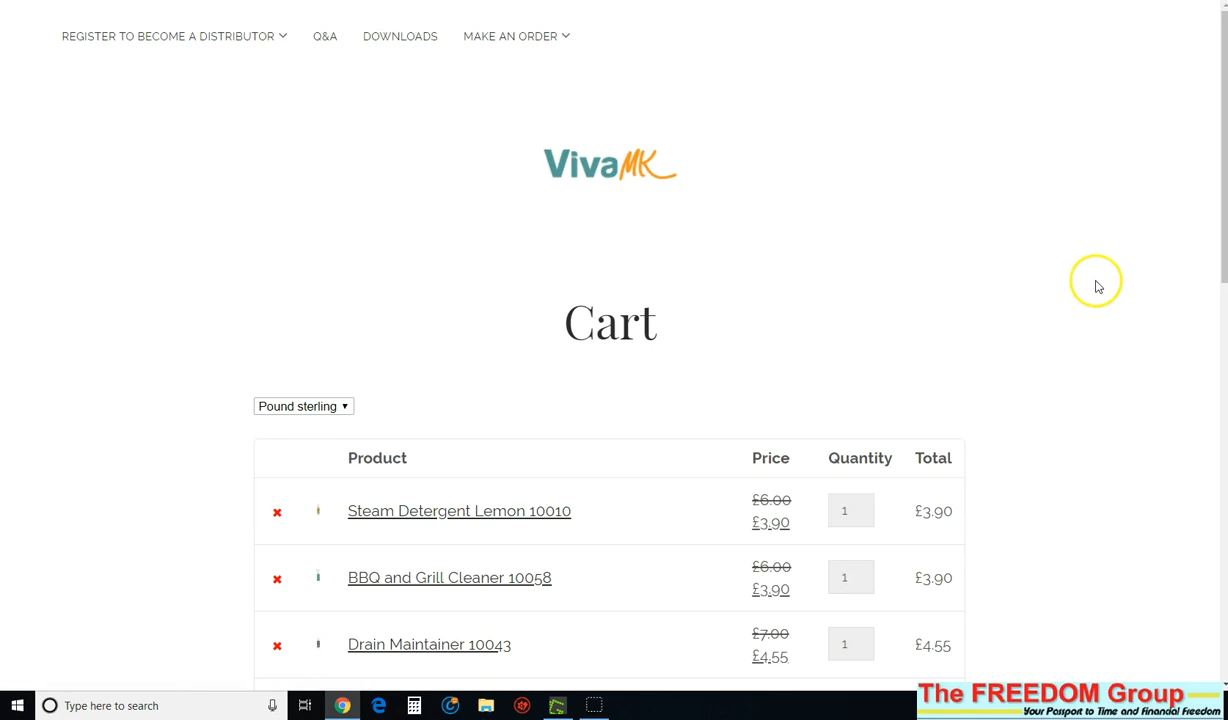 REGISTER TO BECOME A DISTRIBUTOR Q&A DOWNLOADS MAKE AN ORDER
VivaMK
Cart
Pound sterling
Product Price Quantity Total
£6.00
Steam Detergent Lemon 10010 1 £3.90
£3.90
£6.00
BBQ and Grill Cleaner 10058 1 £3.90
£3.90
£7.00
Drain Maintainer 10043 1 £4.55
£4.55
Type here to search
The FREEDOM Group
Your Passport to Time and Financial Freedom